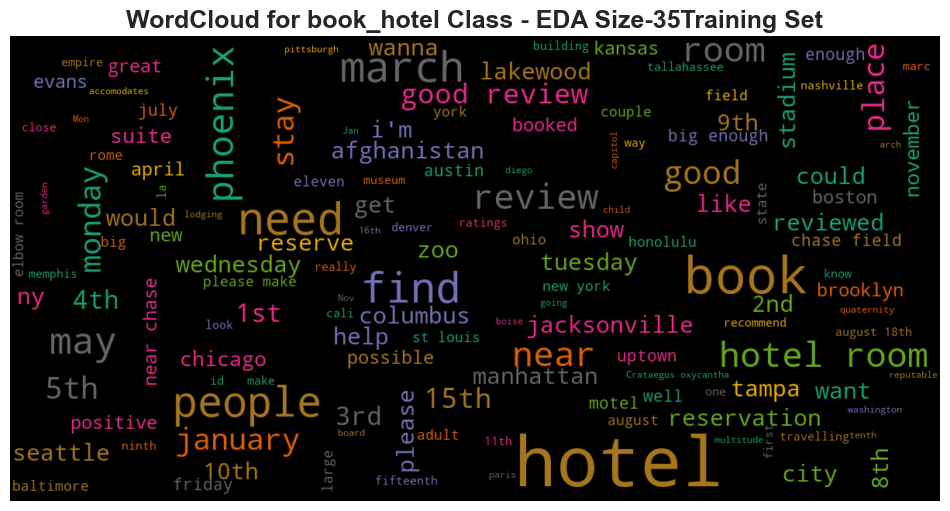 WordCloud for book_hotel Class - EDA Size-35Training Set
pittsburgh
wanna
building
kansas
room
enough
empire
great
march
lakewood
tallahassee
marc
evans
accomodates
phoenix
good review
nashville
place
july
stay
york
couple
field
stadium
close
Mon
suite
Jan
i'm
booked
9th
big enough
november
rome
april
afghanistan
way
capitol
arch
monday
eleven
museum
austin
diego
good
could
garden
la
review
like
state
boston
elbow room
would
lodging
need
get
child
reviewed
new
big
reserve
16th
denver
ratings
show
zoo
ohio
honolulu
chase field
memphis
wednesday
really
tuesday
book
know
please make
find
new york
brooklyn
ny
4th
near chase
1st
Nov
cali
columbus
going
2nd
quaternity
look
help
st louis
boise
jacksonville
recommend
august 18th
may
chicago
possible
near
uptown
hotel room
5th
id
make
manhattan
Crataegus oxycantha
reputable
people
15th
motel
well
one
tampa
want
positive
3rd
please
august
reservation
washington
seattle
ninth
january
board
adult
11th
multitude
first
travelling
tenth
10th
large
hotel
city
8th
baltimore
friday
fifteenth
paris